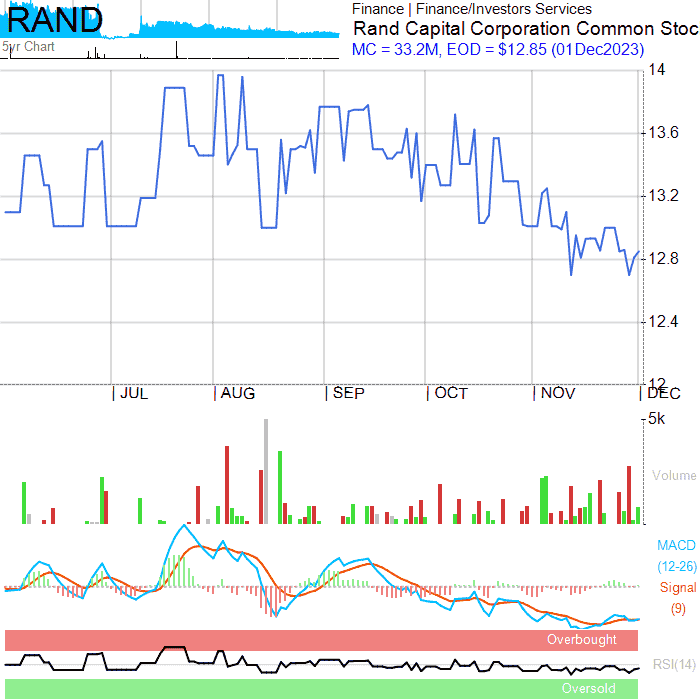 RAND
Finance | Finance/Investors Services
Rand Capital Corporation Common Stoc
5yr Chart
MC = 33.2M, EOD = $12.85 (01Dec2023)
14
13.6
13.2
12.8
12.4
12
JUL
AUG
SEP
OCT
NOV
DEC
5k
Volume
MACD
(12-26)
Signal
(9)
Overbought
RSI(14)
Oversold